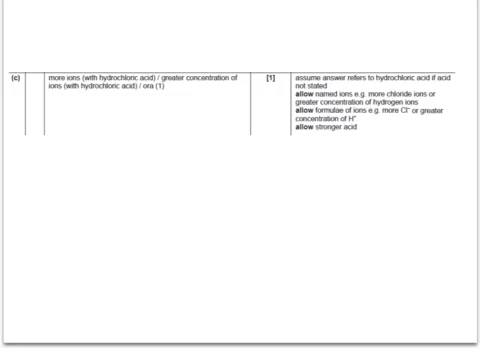 (c) more ions (with hydrochloric acid) / greater concentration of
ions (with hydrochloric acid) / ora (1)
[1]
assume answer refers to hydrochloric acid if acid
not stated
allow named ions e.g. more chloride ions or
greater concentration of hydrogen ions
allow formulae of ions e.g. more Cl⁻ or greater
concentration of H⁺
allow stronger acid